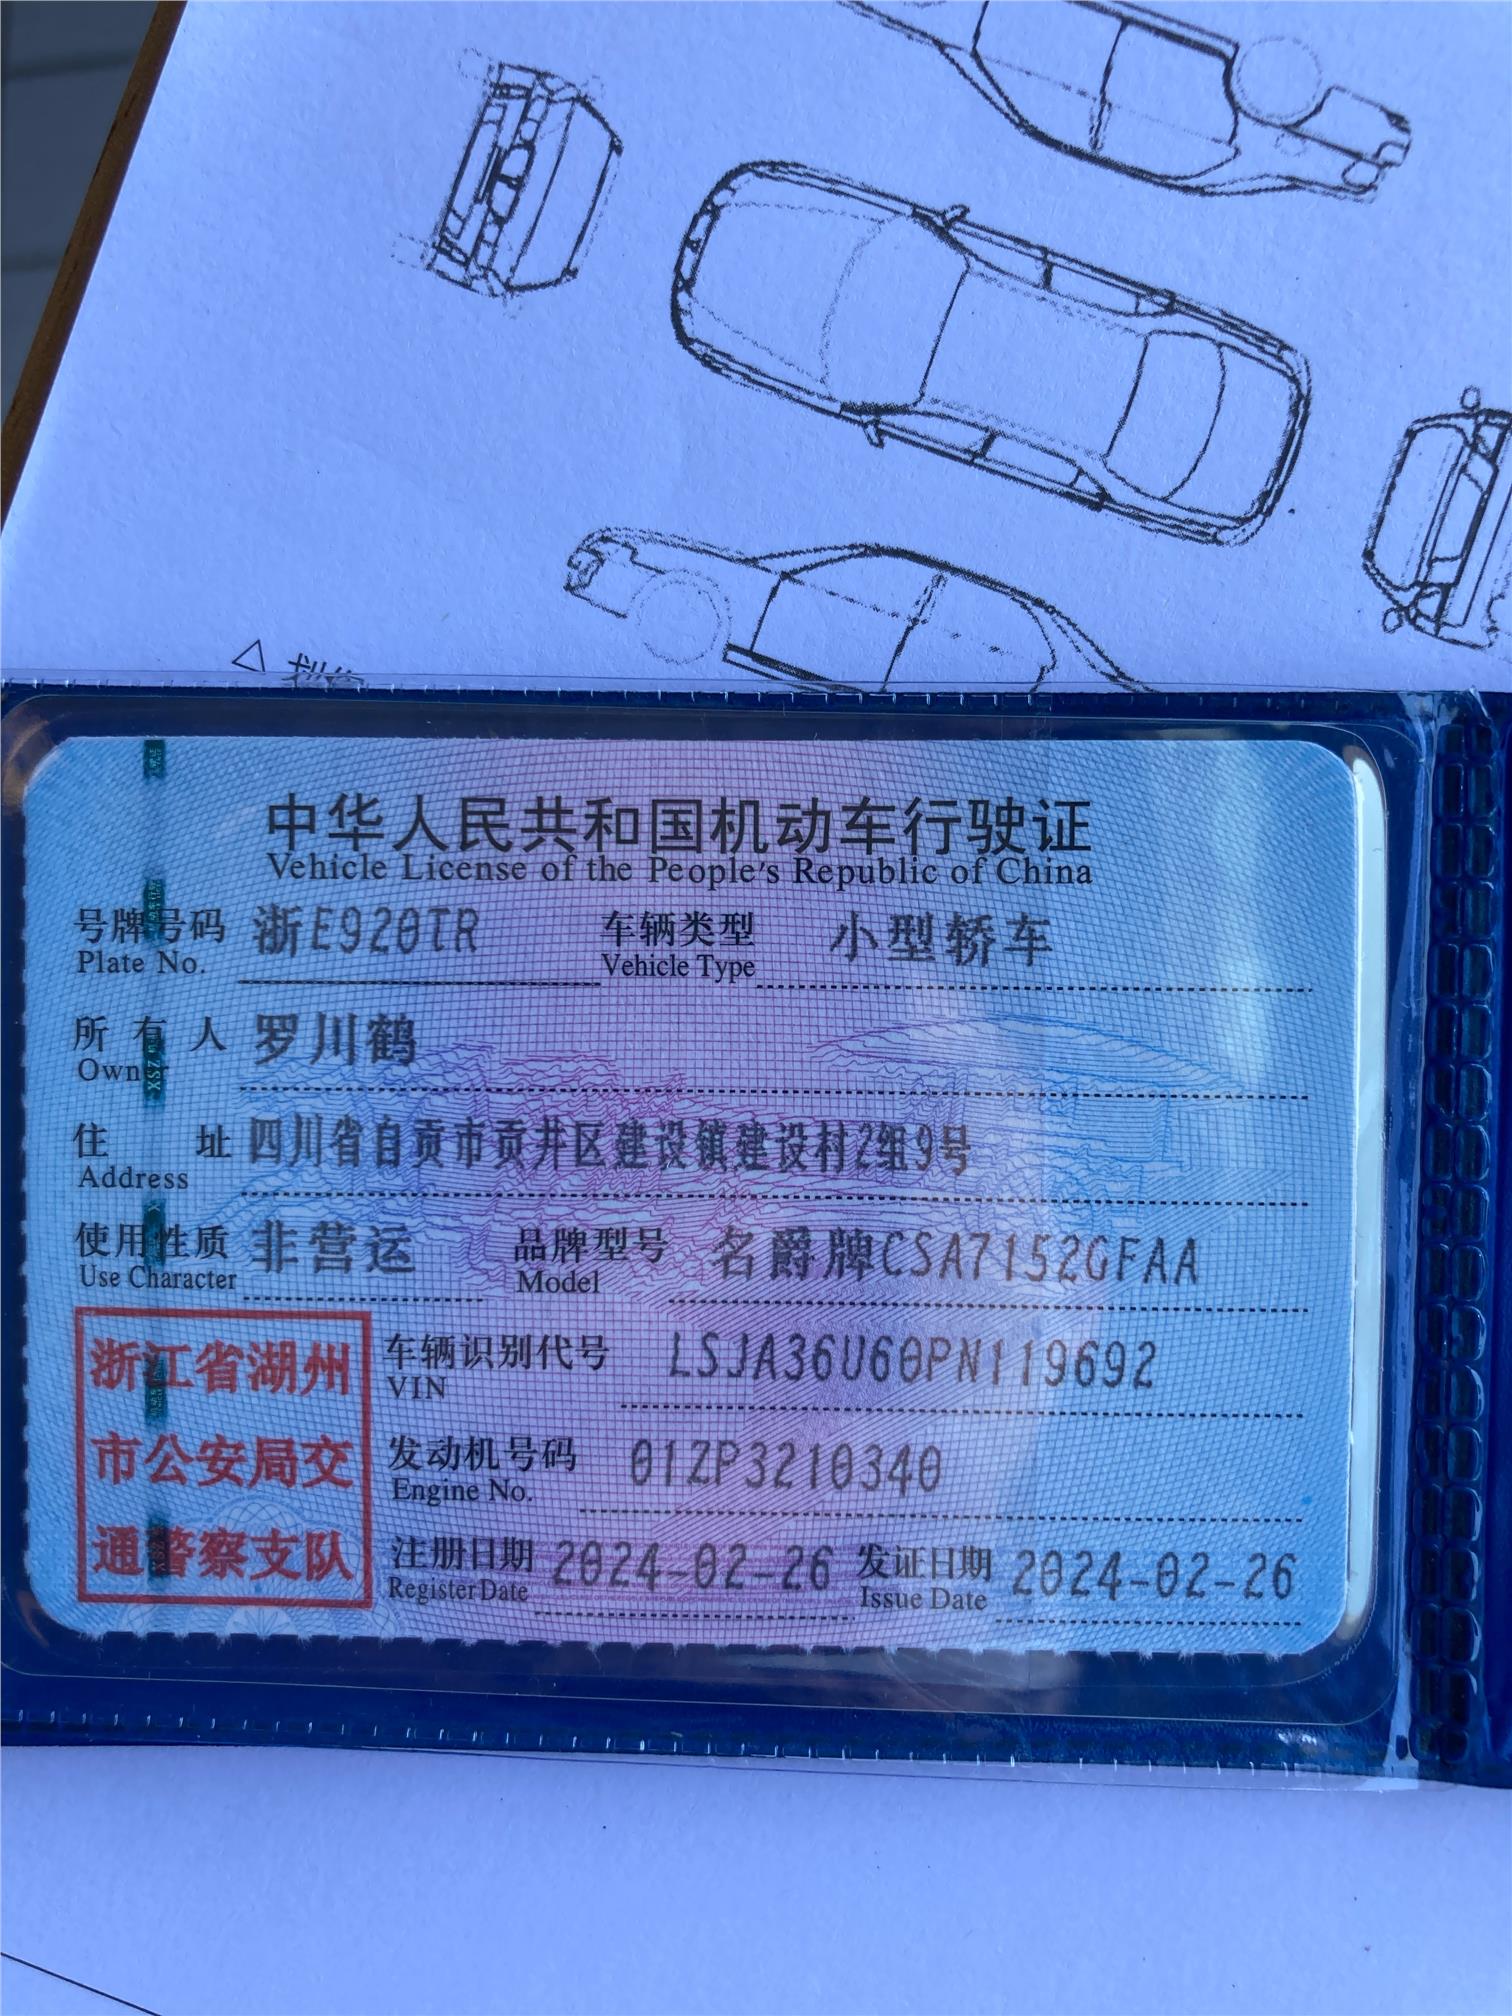 中华人民共和国机动车行驶证
Vehicle License of the People's Republic of China
号牌号码 浙E920TR 车辆类型 小型轿车
Plate No. Vehicle Type
所有人 罗川鹤
Owner
住址 四川省自贡市贡井区建设镇建设村2组9号
Address
使用性质 非营运 品牌型号 名爵牌CSA7152GFAA
Use Character Model
浙江省湖州
市公安局交
通警察支队
车辆识别代号 LSJA36U60PN119692
VIN
发动机号码 01ZP3210340
Engine No.
注册日期 2024-02-26 发证日期 2024-02-26
Register Date Issue Date